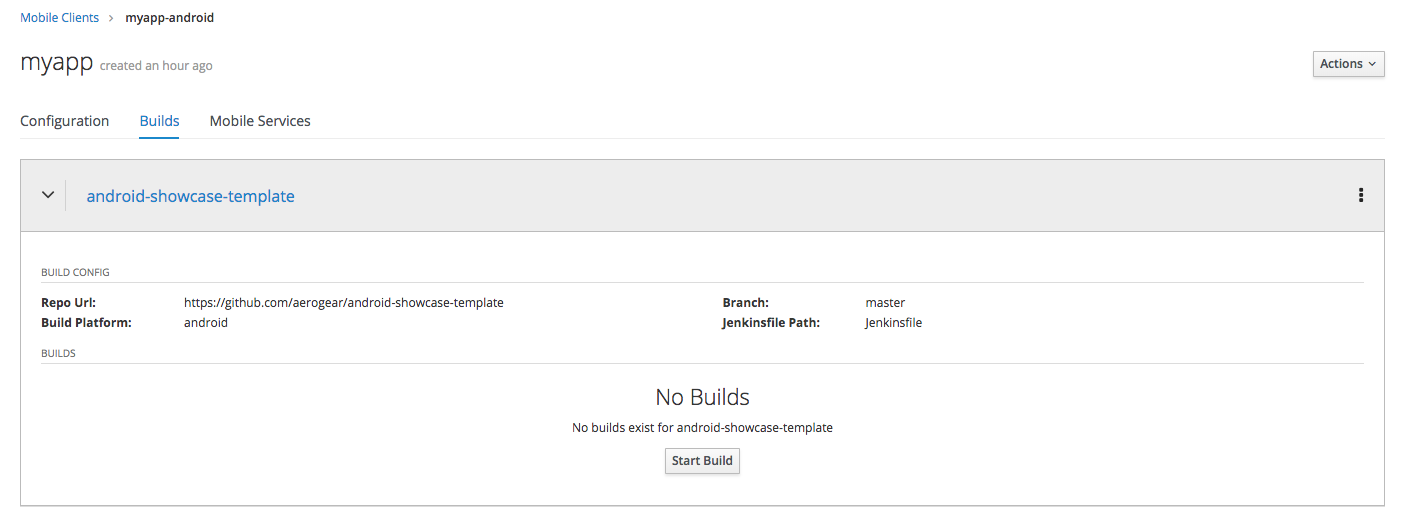 Mobile Clients > myapp-android
myapp created an hour ago
Actions
Configuration Builds Mobile Services
android-showcase-template
BUILD CONFIG
Repo Url: https://github.com/aerogear/android-showcase-template Branch: master
Build Platform: android Jenkinsfile Path: Jenkinsfile
BUILDS
No Builds
No builds exist for android-showcase-template
Start Build